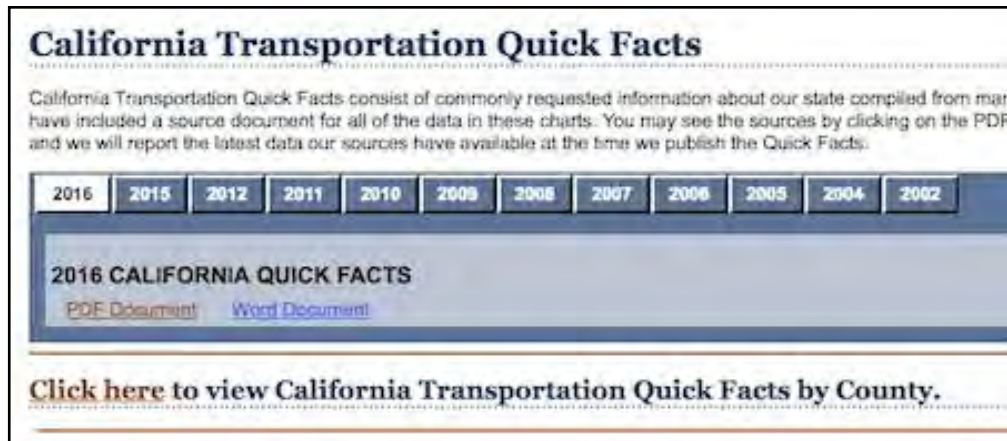 California Transportation Quick Facts
California Transportation Quick Facts consist of commonly requested information about our state compiled from
have included a source document for all of the data in these charts. You may see the sources by clicking on the PDF
and we will report the latest data our sources have available at the time we publish the Quick Facts.
2016 2015 2012 2011 2010 2009 2008 2007 2006 2005 2004 2002
2016 CALIFORNIA QUICK FACTS
PDF Document Word Document
Click here to view California Transportation Quick Facts by County.